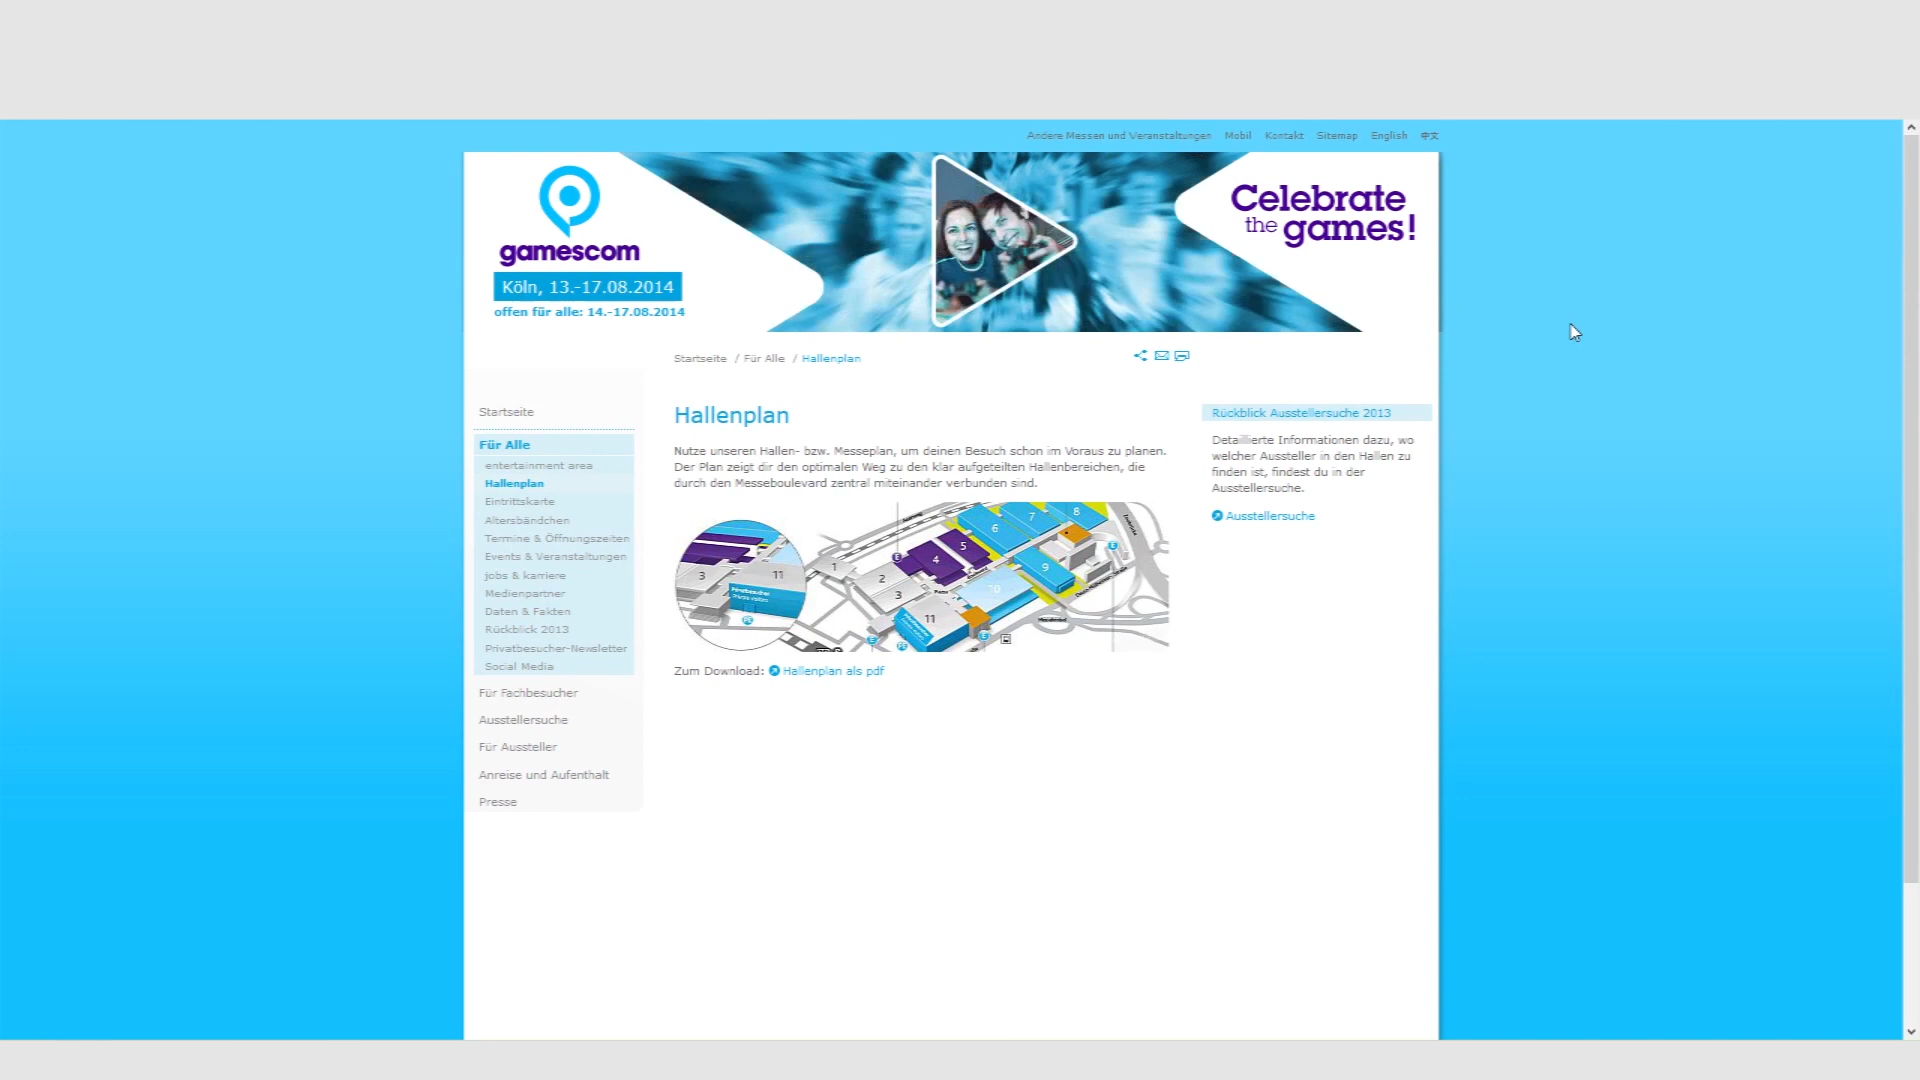 Andere Messen und Veranstaltungen Mobil Kontakt Sitemap English 中文
gamescom
Köln, 13.-17.08.2014
offen für alle: 14.-17.08.2014
Celebrate
the games!
Startseite / Für Alle / Hallenplan
Startseite
Für Alle
entertainment area
Hallenplan
Eintrittskarte
Altersbändchen
Termine & Öffnungszeiten
Events & Veranstaltungen
jobs & karriere
Medienpartner
Daten & Fakten
Rückblick 2013
Privatbesucher-Newsletter
Social Media
Für Fachbesucher
Ausstellersuche
Für Aussteller
Anreise und Aufenthalt
Presse
Hallenplan
Nutze unseren Hallen- bzw. Messeplan, um deinen Besuch schon im Voraus zu planen.
Der Plan zeigt dir den optimalen Weg zu den klar aufgeteilten Hallenbereichen, die
durch den Messeboulevard zentral miteinander verbunden sind.
3
11
Privatbesucher
1
2
3
4
5
6
7
8
9
10
11
Zum Download: Hallenplan als pdf
Rückblick Ausstellersuche 2013
Detaillierte Informationen dazu, wo
welcher Aussteller in den Hallen zu
finden ist, findest du in der
Ausstellersuche.
Ausstellersuche